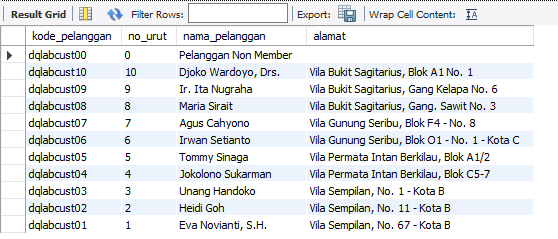 Result Grid Filter Rows: Export: Wrap Cell Content:
kode_pelanggan no_urut nama_pelanggan alamat
dqlabcust00 0 Pelanggan Non Member
dqlabcust10 10 Djoko Wardoyo, Drs. Vila Bukit Sagitarius, Blok A1 No. 1
dqlabcust09 9 Ir. Ita Nugraha Vila Bukit Sagitarius, Gang Kelapa No. 6
dqlabcust08 8 Maria Sirait Vila Bukit Sagitarius, Gang. Sawit No. 3
dqlabcust07 7 Agus Cahyono Vila Gunung Seribu, Blok F4 - No. 8
dqlabcust06 6 Irwan Setianto Vila Gunung Seribu, Blok O1 - No. 1 - Kota C
dqlabcust05 5 Tommy Sinaga Vila Permata Intan Berkilau, Blok A1/2
dqlabcust04 4 Jokolono Sukarman Vila Permata Intan Berkilau, Blok C5-7
dqlabcust03 3 Unang Handoko Vila Sempilan, No. 1 - Kota B
dqlabcust02 2 Heidi Goh Vila Sempilan, No. 11 - Kota B
dqlabcust01 1 Eva Novianti, S.H. Vila Sempilan, No. 67 - Kota B